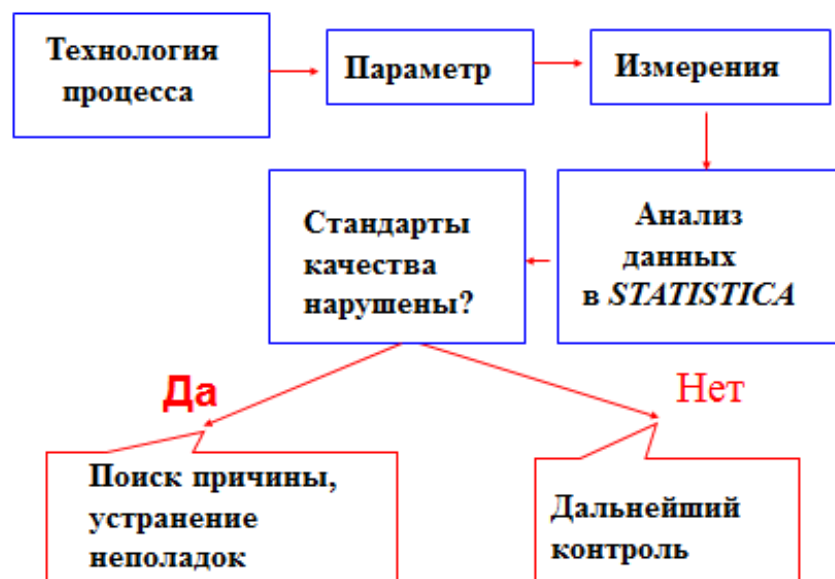 Технология
процесса
Параметр
Измерения
Анализ
данных
в STATISTICA
Стандарты
качества
нарушены?
Да
Нет
Поиск причины,
устранение
неполадок
Дальнейший
контроль